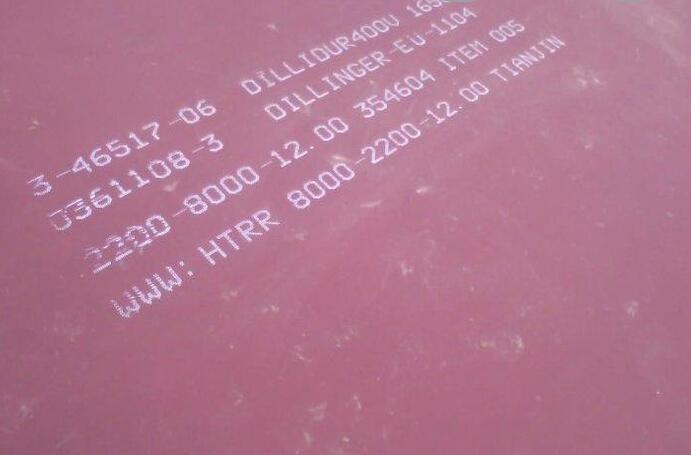 3-46517-06 DILLIDUR400V
U361108-3 DILLINGER-EU-1104
2200-8000-12.00 354604 ITEM 005
WWW: HTRR 8000-2200-12.00 TIANJIN